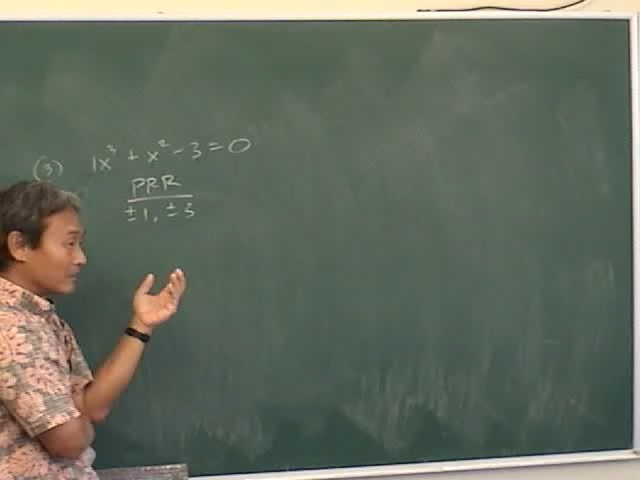 (3) 1x³ + x² - 3 = 0
PRR
±1, ±3